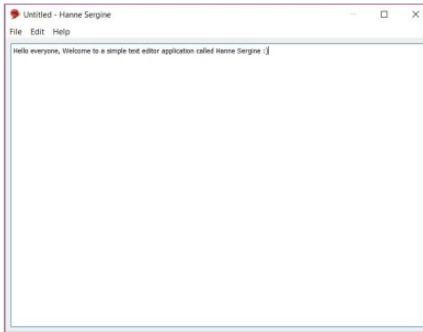 Untitled - Hanne Sergine
File Edit Help
Hello everyone, Welcome to a simple text editor application called Hanne Sergine :)